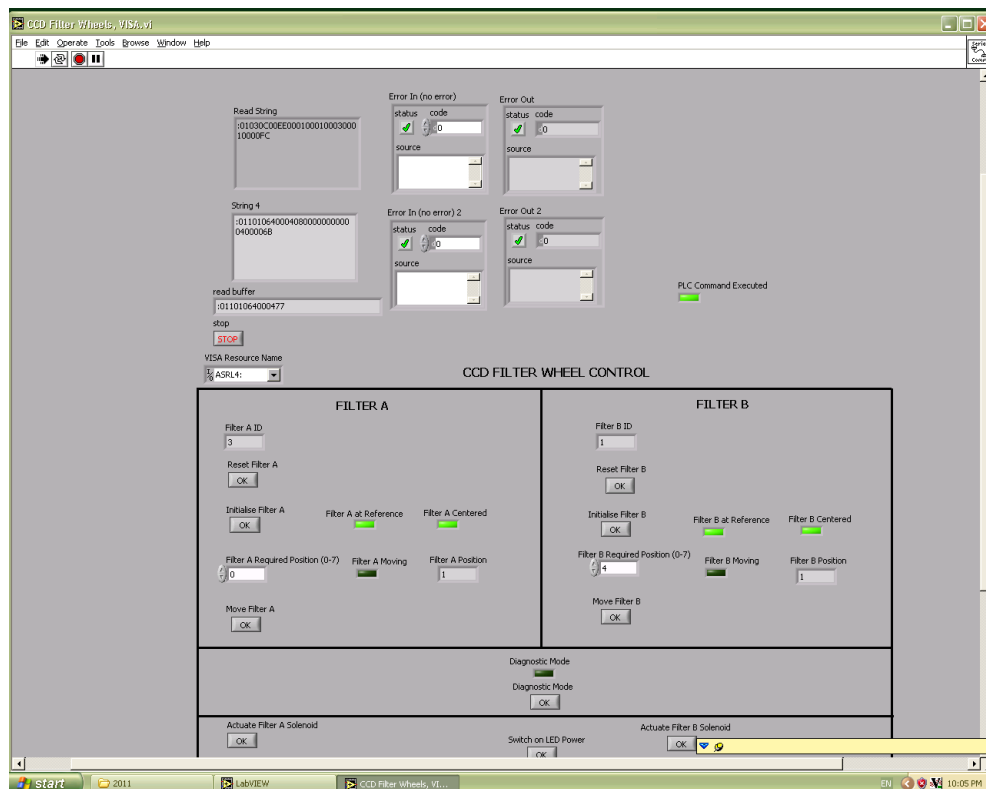 CCD Filter Wheels, VISA.vi
File Edit Operate Tools Browse Window Help
Error In (no error)
Error Out
Read String
status code
status code
:01030C00EE000100010003000
10000FC
0
0
source
source
String 4
Error In (no error) 2
Error Out 2
:011010640004080000000000
0400006B
status code
status code
0
0
source
source
read buffer
PLC Command Executed
:01101064000477
stop
STOP
VISA Resource Name
ASRL4:
CCD FILTER WHEEL CONTROL
FILTER A
FILTER B
Filter A ID
Filter B ID
3
1
Reset Filter A
Reset Filter B
OK
OK
Initialise Filter A
Filter A at Reference
Filter A Centered
Initialise Filter B
Filter B at Reference
Filter B Centered
OK
OK
Filter A Required Position (0-7)
Filter A Moving
Filter A Position
Filter B Required Position (0-7)
Filter B Moving
Filter B Position
0
1
4
1
Move Filter A
Move Filter B
OK
OK
Diagnostic Mode
Diagnostic Mode
OK
Actuate Filter A Solenoid
Actuate Filter B Solenoid
OK
Switch on LED Power
OK
OK
start
2011
LabVIEW
CCD Filter Wheels, VI...
EN
10:05 PM